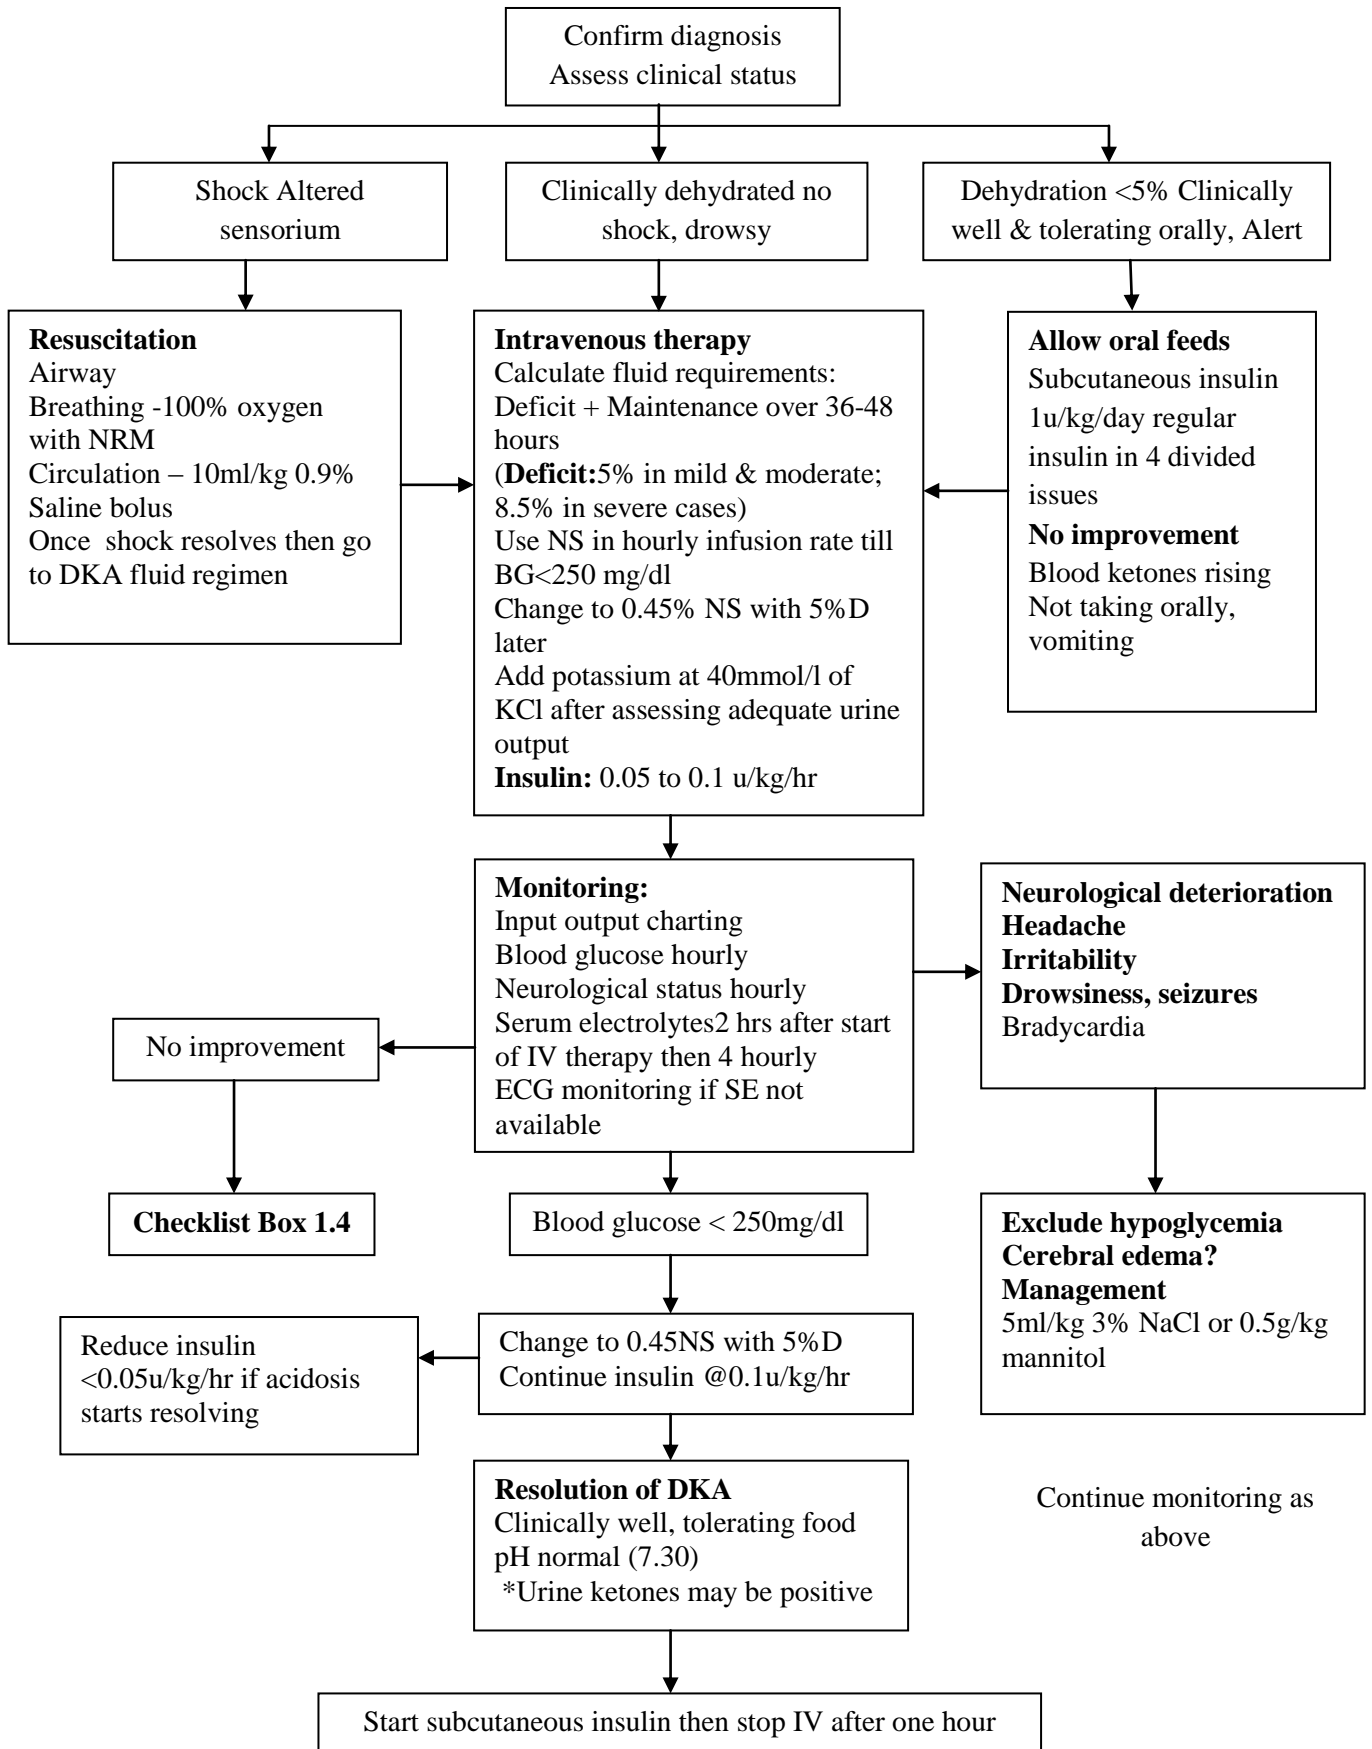 Confirm diagnosis
Assess clinical status
Shock Altered
sensorium
Clinically dehydrated no
shock, drowsy
Dehydration <5% Clinically
well & tolerating orally, Alert
Resuscitation
Airway
Breathing -100% oxygen
with NRM
Circulation – 10ml/kg 0.9%
Saline bolus
Once shock resolves then go
to DKA fluid regimen
Intravenous therapy
Calculate fluid requirements:
Deficit + Maintenance over 36-48
hours
(Deficit:5% in mild & moderate;
8.5% in severe cases)
Use NS in hourly infusion rate till
BG<250 mg/dl
Change to 0.45% NS with 5%D
later
Add potassium at 40mmol/l of
KCl after assessing adequate urine
output
Insulin: 0.05 to 0.1 u/kg/hr
Allow oral feeds
Subcutaneous insulin
1u/kg/day regular
insulin in 4 divided
issues
No improvement
Blood ketones rising
Not taking orally,
vomiting
Monitoring:
Input output charting
Blood glucose hourly
Neurological status hourly
Serum electrolytes2 hrs after start
of IV therapy then 4 hourly
ECG monitoring if SE not
available
Neurological deterioration
Headache
Irritability
Drowsiness, seizures
Bradycardia
No improvement
Checklist Box 1.4
Blood glucose < 250mg/dl
Exclude hypoglycemia
Cerebral edema?
Management
5ml/kg 3% NaCl or 0.5g/kg
mannitol
Reduce insulin
<0.05u/kg/hr if acidosis
starts resolving
Change to 0.45NS with 5%D
Continue insulin @0.1u/kg/hr
Resolution of DKA
Clinically well, tolerating food
pH normal (7.30)
*Urine ketones may be positive
Continue monitoring as
above
Start subcutaneous insulin then stop IV after one hour